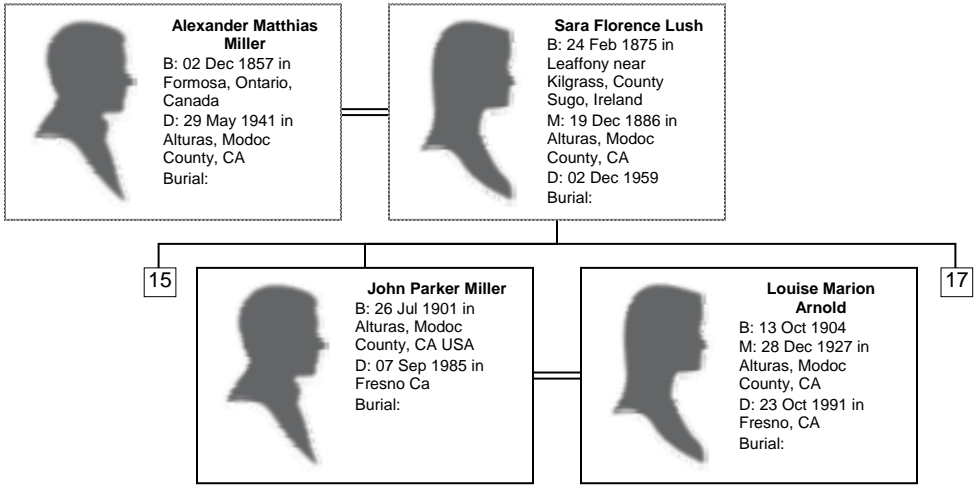 Alexander Matthias
Miller
B: 02 Dec 1857 in
Formosa, Ontario,
Canada
D: 29 May 1941 in
Alturas, Modoc
County, CA
Burial:
Sara Florence Lush
B: 24 Feb 1875 in
Leaffony near
Kilgrass, County
Sugo, Ireland
M: 19 Dec 1886 in
Alturas, Modoc
County, CA
D: 02 Dec 1959
Burial:
15
John Parker Miller
B: 26 Jul 1901 in
Alturas, Modoc
County, CA USA
D: 07 Sep 1985 in
Fresno Ca
Burial:
Louise Marion
Arnold
B: 13 Oct 1904
M: 28 Dec 1927 in
Alturas, Modoc
County, CA
D: 23 Oct 1991 in
Fresno, CA
Burial:
17